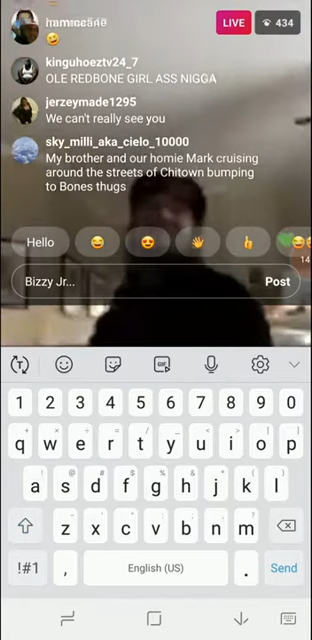 LIVE
434
kinguhoeztv24_7
OLE REDBONE GIRL ASS NIGGA
jerzeymade1295
We can't really see you
sky_milli_aka_cielo_10000
My brother and our homie Mark cruising
around the streets of Chitown bumping
to Bones thugs
Hello
14
Bizzy Jr...
Post
T
GIF
1 2 3 4 5 6 7 8 9 0
q w e r t y u i o p
a s d f g h j k l
z x c v b n m
!#1 , English (US) . Send